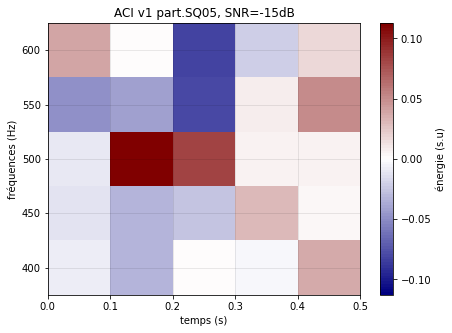 ACI v1 part.SQ05, SNR=-15dB
600
550
500
450
400
fréquences (Hz)
0.0 0.1 0.2 0.3 0.4 0.5
temps (s)
0.10
0.05
0.00
−0.05
−0.10
énergie (s.u)